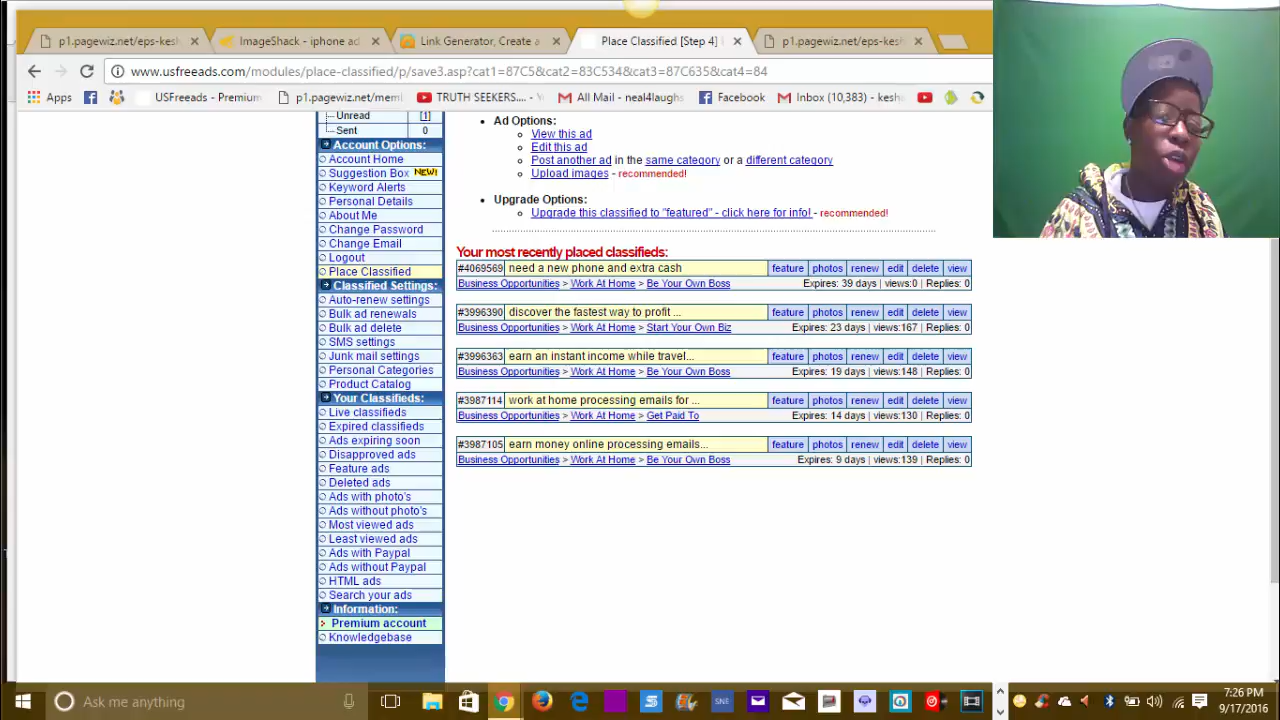 p1.pagewiz.net/eps-kesh
ImageShack - iphone ad
Link Generator, Create a
Place Classified [Step 4]
p1.pagewiz.net/eps-kesh
www.usfreeads.com/modules/place-classified/p/save3.asp?cat1=87C5&cat2=83C534&cat3=87C635&cat4=84
Apps
USFreeads - Premium
p1.pagewiz.net/meml
TRUTH SEEKERS....
All Mail - neal4laughs
Facebook
Inbox (10,383) - kesha
Unread [1]
Sent 0
Account Options:
Account Home
Suggestion Box NEW!
Keyword Alerts
Personal Details
About Me
Change Password
Change Email
Logout
Place Classified
Classified Settings:
Auto-renew settings
Bulk ad renewals
Bulk ad delete
SMS settings
Junk mail settings
Personal Categories
Product Catalog
Your Classifieds:
Live classifieds
Expired classifieds
Ads expiring soon
Disapproved ads
Feature ads
Deleted ads
Ads with photo's
Ads without photo's
Most viewed ads
Least viewed ads
Ads with Paypal
Ads without Paypal
HTML ads
Search your ads
Information:
Premium account
Knowledgebase
Ad Options:
View this ad
Edit this ad
Post another ad in the same category or a different category
Upload images - recommended!
Upgrade Options:
Upgrade this classified to "featured" - click here for info! - recommended!
Your most recently placed classifieds:
#4069569 need a new phone and extra cash feature photos renew edit delete view
Business Opportunities > Work At Home > Be Your Own Boss Expires: 39 days | views:0 | Replies: 0
#3996390 discover the fastest way to profit ... feature photos renew edit delete view
Business Opportunities > Work At Home > Start Your Own Biz Expires: 23 days | views:167 | Replies: 0
#3996363 earn an instant income while travel... feature photos renew edit delete view
Business Opportunities > Work At Home > Be Your Own Boss Expires: 19 days | views:148 | Replies: 0
#3987114 work at home processing emails for ... feature photos renew edit delete view
Business Opportunities > Work At Home > Get Paid To Expires: 14 days | views:130 | Replies: 0
#3987105 earn money online processing emails... feature photos renew edit delete view
Business Opportunities > Work At Home > Be Your Own Boss Expires: 9 days | views:139 | Replies: 0
Ask me anything
7:26 PM
9/17/2016